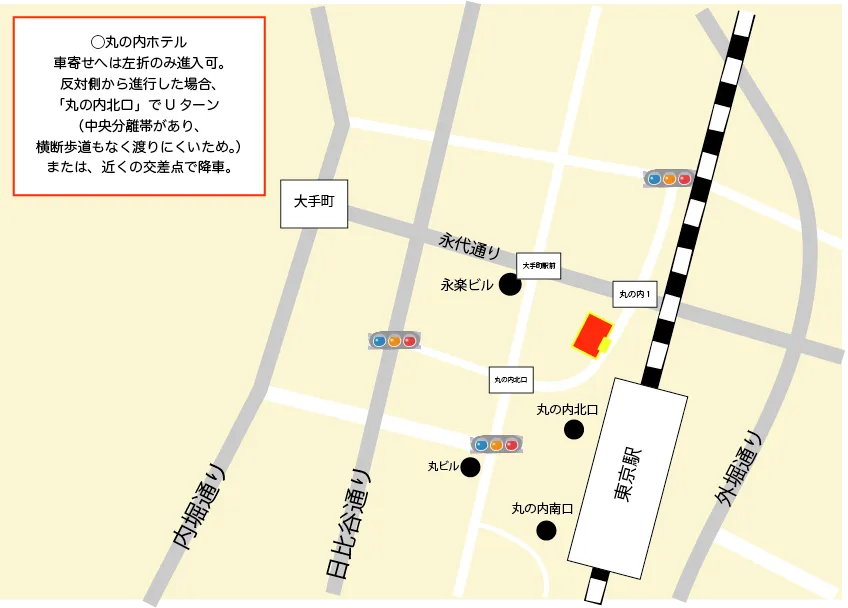 ◯丸の内ホテル
車寄せへは左折のみ進入可。
反対側から進行した場合、
「丸の内北口」でUターン
（中央分離帯があり、
横断歩道もなく渡りにくいため。）
または、近くの交差点で降車。
大手町
永代通り
大手町駅前
永楽ビル
丸の内1
丸の内北口
丸の内北口
丸ビル
丸の内南口
東京駅
内堀通り
日比谷通り
外堀通り